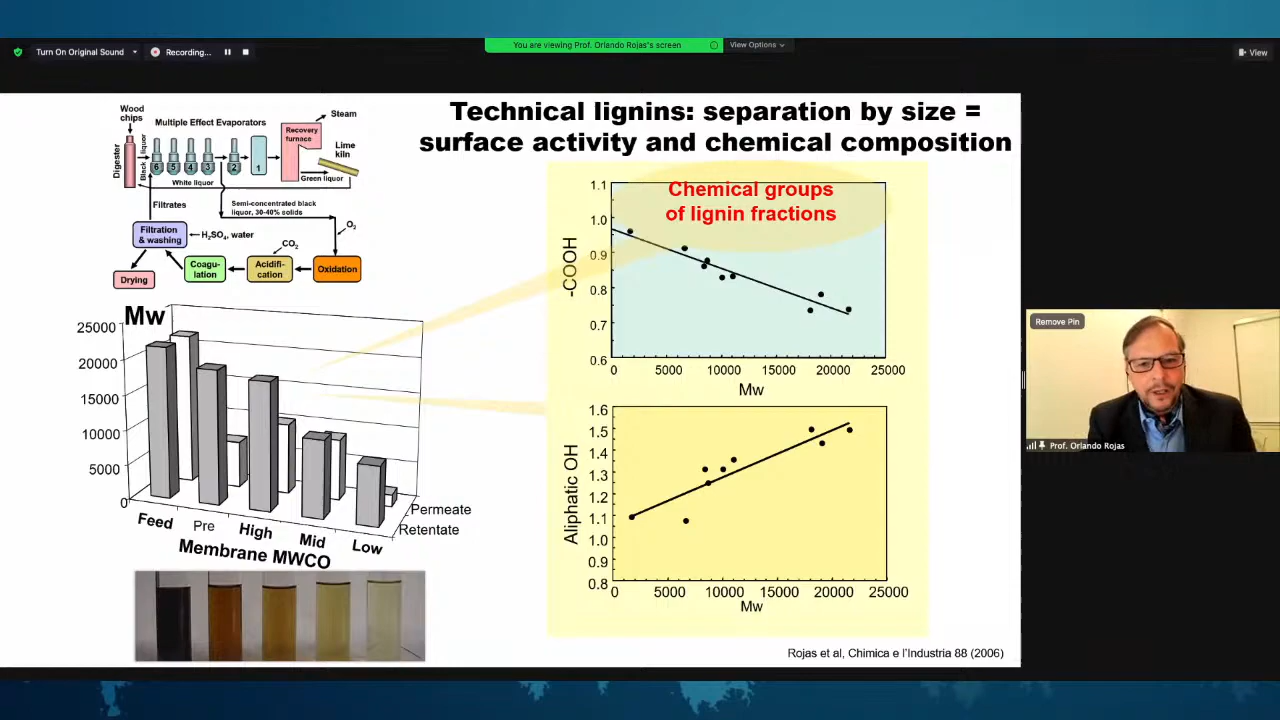 Turn On Original Sound
Recording...
You are viewing Prof. Orlando Rojas's screen
View Options
View
Technical lignins: separation by size =
surface activity and chemical composition
Wood
chips
Multiple Effect Evaporators
Steam
Recovery
furnace
Lime
kiln
Digester
Black liquor
6 5 4 3 2 1
White liquor
Green liquor
Filtrates
Semi-concentrated black
liquor, 30-40% solids
O2
Filtration
& washing
H2SO4, water
CO2
Drying
Coagu-
lation
Acidifi-
cation
Oxidation
Mw
25000
20000
15000
10000
5000
0
Feed
Pre
High
Mid
Low
Permeate
Retentate
Membrane MWCO
Chemical groups
of lignin fractions
-COOH
1.1
1.0
0.9
0.8
0.7
0.6
0 5000 10000 15000 20000 25000
Mw
Aliphatic OH
1.6
1.5
1.4
1.3
1.2
1.1
1.0
0.9
0.8
0 5000 10000 15000 20000 25000
Mw
Rojas et al, Chimica e l'Industria 88 (2006)
Remove Pin
Prof. Orlando Rojas